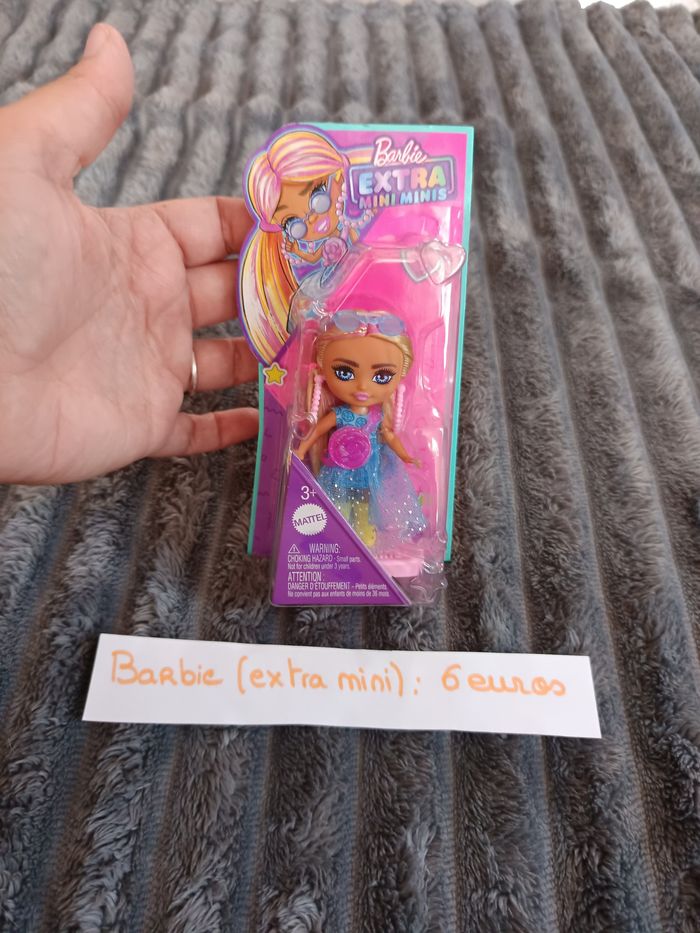 Barbie
EXTRA
MINI MINIS
3+
MATTEL
WARNING:
CHOKING HAZARD - Small parts.
Not for children under 3 years.
ATTENTION :
DANGER D'ÉTOUFFEMENT – Petits éléments.
Ne convient pas aux enfants de moins de 36 mois.
Barbie (extra mini) : 6 euros